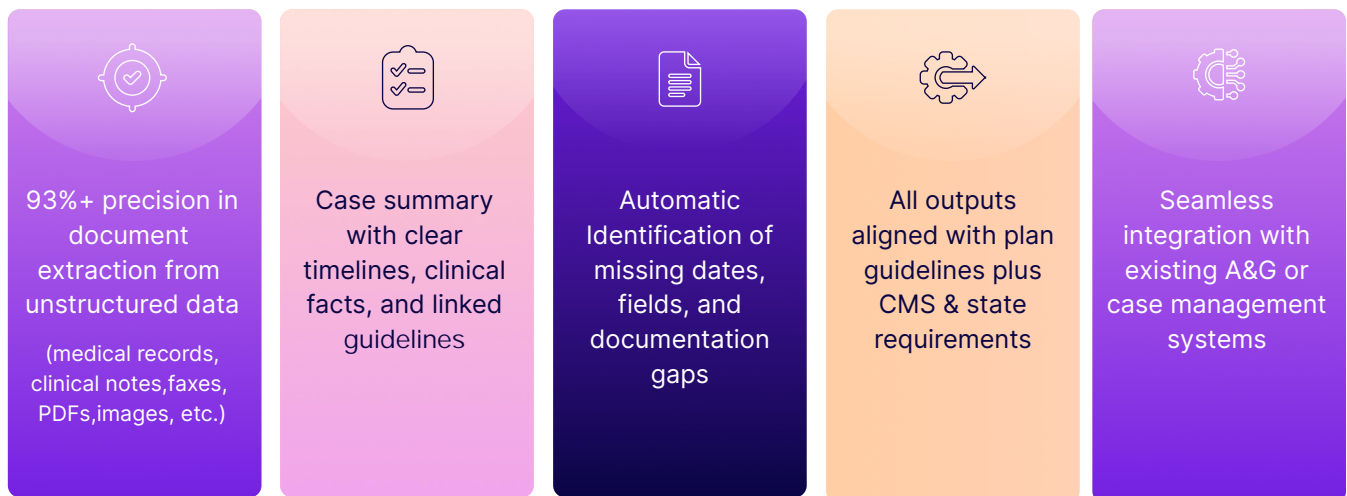 93%+ precision in
document
extraction from
unstructured data
(medical records,
clinical notes,faxes,
PDFs,images, etc.)
Case summary
with clear
timelines, clinical
facts, and linked
guidelines
Automatic
Identification of
missing dates,
fields, and
documentation
gaps
All outputs
aligned with plan
guidelines plus
CMS & state
requirements
Seamless
integration with
existing A&G or
case management
systems